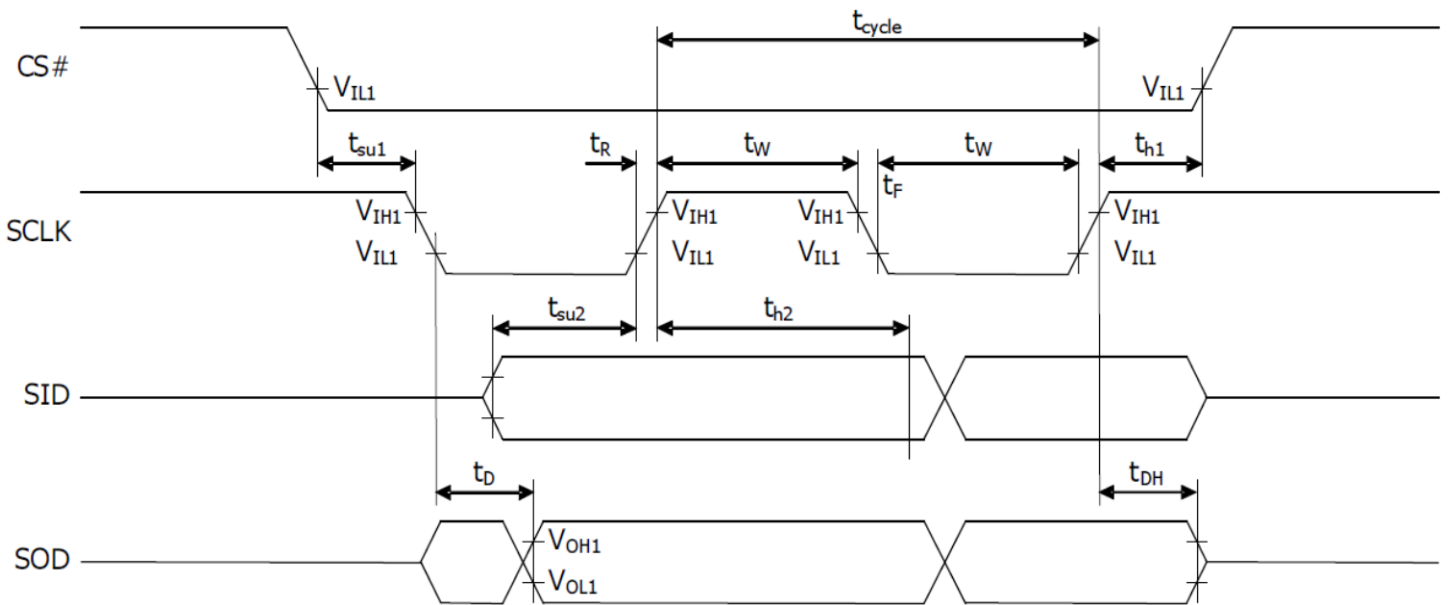 t_cycle
CS#
V_IL1 V_IL1
t_su1 t_R t_W t_W t_h1
t_F
SCLK
V_IH1 V_IH1 V_IH1 V_IH1
V_IL1 V_IL1 V_IL1 V_IL1
t_su2 t_h2
SID
t_D t_DH
SOD
V_OH1
V_OL1